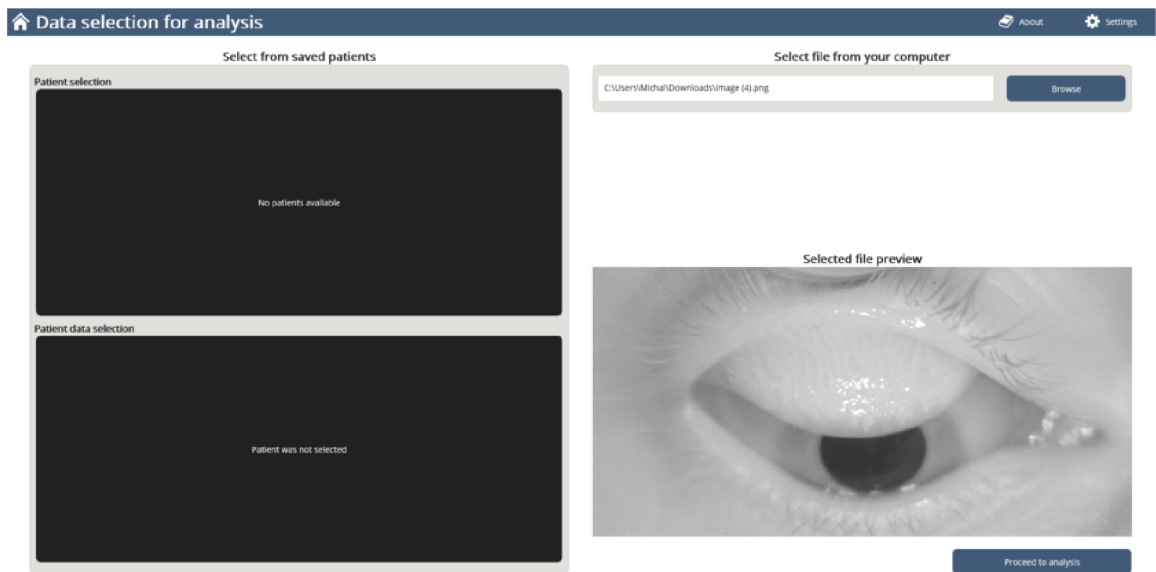 Data selection for analysis
About
Settings
Select from saved patients
Patient selection
No patients available
Patient data selection
Patient was not selected
Select file from your computer
C:\Users\Michal\Downloads\image (4).png
Browse
Selected file preview
Proceed to analysis